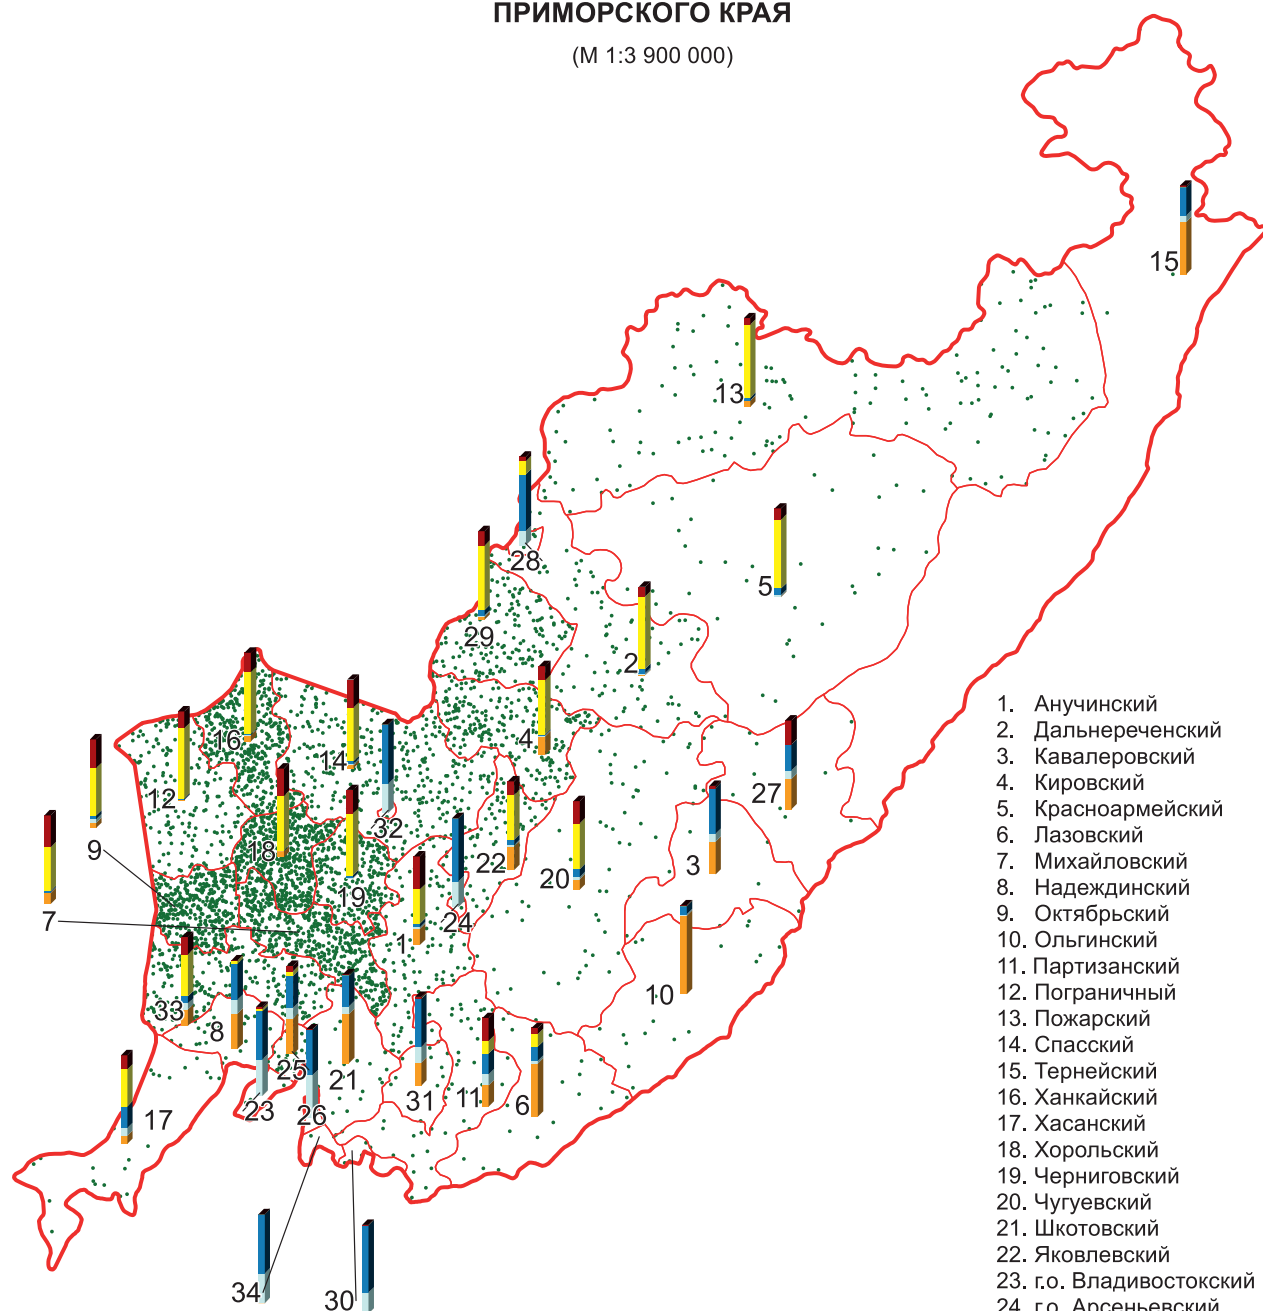 ПРИМОРСКОГО КРАЯ
(М 1:3 900 000)
15
13
28
5
29
2
16
14
4
12
32
27
9
18
22
3
19
20
7
24
1
10
33
8
25
21
23
26
31
11
6
17
34
30
1. Анучинский
2. Дальнереченский
3. Кавалеровский
4. Кировский
5. Красноармейский
6. Лазовский
7. Михайловский
8. Надеждинский
9. Октябрьский
10. Ольгинский
11. Партизанский
12. Пограничный
13. Пожарский
14. Спасский
15. Тернейский
16. Ханкайский
17. Хасанский
18. Хорольский
19. Черниговский
20. Чугуевский
21. Шкотовский
22. Яковлевский
23. г.о. Владивостокский
24. г.о. Арсеньевский